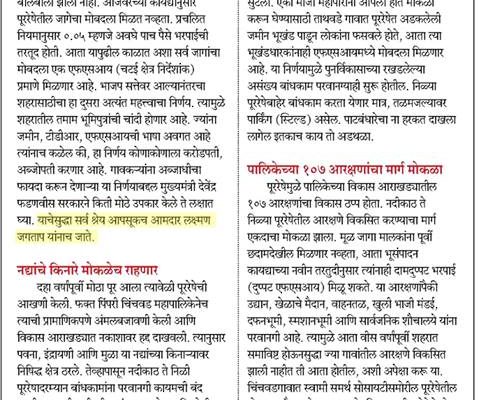 बोलबाला झाला नाही. आजवरच्या कायद्यानुसार
पूररेषेतील जागेचा मोबदला मिळत नव्हता. प्रचलित
नियमानुसार ०.०५ म्हणजे अवघे पाच पैसे भरपाईची
तरतूद होती. आता यापुढील काळात अशा सर्व जागांचा
मोबदला एक एफएसआय (चटई क्षेत्र निर्देशांक)
प्रमाणे मिळणार आहे. भाजप सत्तेवर आल्यानंतरचा
शहरासाठीचा हा दुसरा अत्यंत महत्त्वाचा निर्णय. त्यामुळे
शहरातील तमाम भूमिपुत्रांची चांदी होणार आहे. ज्यांना
जमीन, टीडीआर, एफएसआयची भाषा अवगत आहे
त्यांनाच कळेल की, हा निर्णय कोणाकोणाला करोडपती,
अब्जोपती करणार आहे. गावकऱ्यांना अब्जाधीचा
फायदा करून देणाऱ्या या निर्णयाबद्दल मुख्यमंत्री देवेंद्र
फडणवीस सरकारने किती मोठे उपकार केले ते लक्षात
घ्या. याचेसुद्धा सर्व श्रेय आपसूकच आमदार लक्ष्मण
जगताप यांनाच जाते.
नद्यांचे किनारे मोकळेच राहणार
दहा वर्षांपूर्वी मोठा पूर आला त्यावेळी पूररेषेची
आखणी केली. फक्त पिंपरी चिंचवड महापालिकेनेच
त्याची प्रामाणिकपणे अंमलबजावणी केली आणि
विकास आराखड्यात नकाशावर हद्द दाखवली. त्यानुसार
पवना, इंद्रायणी आणि मुळा या नद्यांच्या किनाऱ्यावर
निषिद्ध क्षेत्र ठरले. तेव्हापासून नदीकाठ ते निळी
पूररेषादरम्यान बांधकामांना परवानगी कायमची बंद
सुटला. एका माजी महापौरांनी आपली हात मोकळी
करून घेण्यासाठी ताथवडे गावात पूररेषेत अडकलेली
जमीन भूखंड पाडून लोकांना फसवले होते, आता त्या
भूखंडधारकांनाही एफएसआयमध्ये मोबदला मिळणार
आहे. या निर्णयामुळे पुनर्विकासाच्या रखडलेल्या
असंख्य बांधकाम परवानग्याही सुरू होतील. निळ्या
पूररेषेबाहेर बांधकाम करता येणार मात्र, तळमजल्यावर
पार्किंग (स्टिल्ट) असेल. पाटबंधारेचा ना हरकत दाखला
लागेल इतकाच काय तो अडथळा.
पालिकेच्या १०७ आरक्षणांचा मार्ग मोकळा
पूररेषेमुळे पालिकेच्या विकास आराखड्यातील
१०७ आरक्षणांचा विकास ठप्प होता. नदीकाठ ते
निळ्या पूररेषेतील आरक्षणे विकसित करण्याचा मार्ग
एकदाचा मोकळा झाला. मूळ जागा मालकांना पूर्वी
छदामदेखील मिळणार नव्हता, आता भूसंपादन
कायद्याच्या नवीन तरतुदीनुसार त्यांनाही दामदुप्पट भरपाई
(दुप्पट एफएसआय) मिळू शकते. या आरक्षणांपैकी
उद्यान, खेळाचे मैदान, वाहनतळ, खुली भाजी मंडई,
दफनभूमी, स्मशानभूमी आणि सार्वजनिक शौचालये यांना
परवानगी आहे. त्यामुळे आता वीस वर्षांपूर्वी शहरात
समाविष्ट होऊनसुद्धा ज्या गावांतील आरक्षणे विकसित
झाली नाहीत ती आता होतील, अशी अपेक्षा करू या.
चिंचवडगावात स्वामी समर्थ सोसायटीसमोरील पूररेषेतील